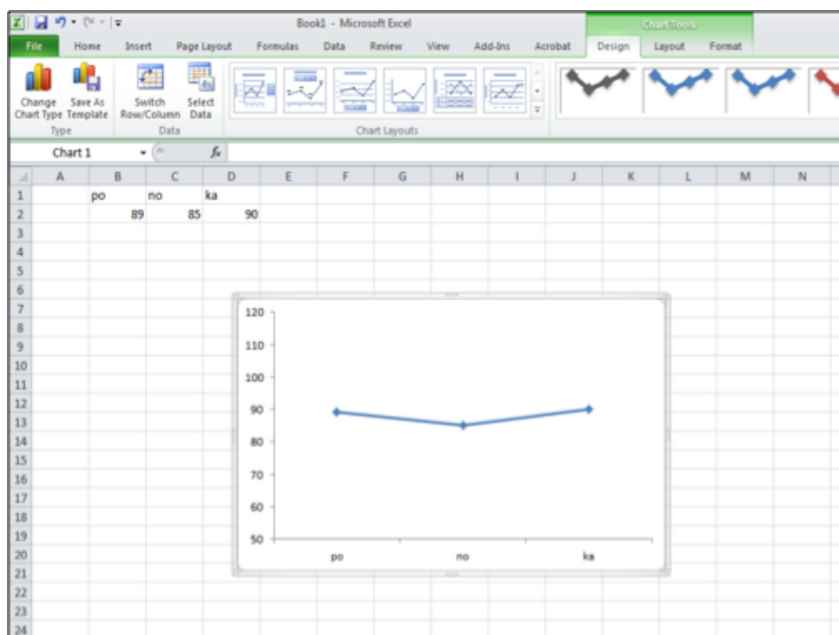 Book1 - Microsoft Excel
Chart Tools
File Home Insert Page Layout Formulas Data Review View Add-Ins Acrobat Design Layout Format
Change Chart Type
Save As Template
Switch Row/Column
Select Data
Type Data Chart Layouts
Chart 1 fx
A B C D E F G H I J K L M N
1 po no ka
2 89 85 90
3
4
5
6
7
8
9
10
11
12
13
14
15
16
17
18
19
20
21
22
23
24
120
110
100
90
80
70
60
50
po no ka